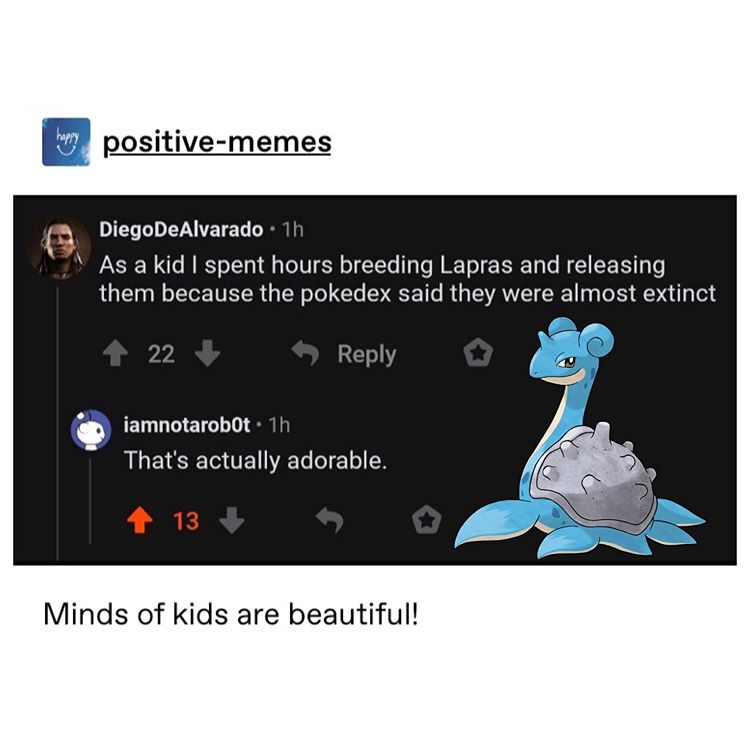 happy
positive-memes
DiegoDeAlvarado • 1h
As a kid I spent hours breeding Lapras and releasing
them because the pokedex said they were almost extinct
22
Reply
iamnotarob0t • 1h
That's actually adorable.
13
Minds of kids are beautiful!